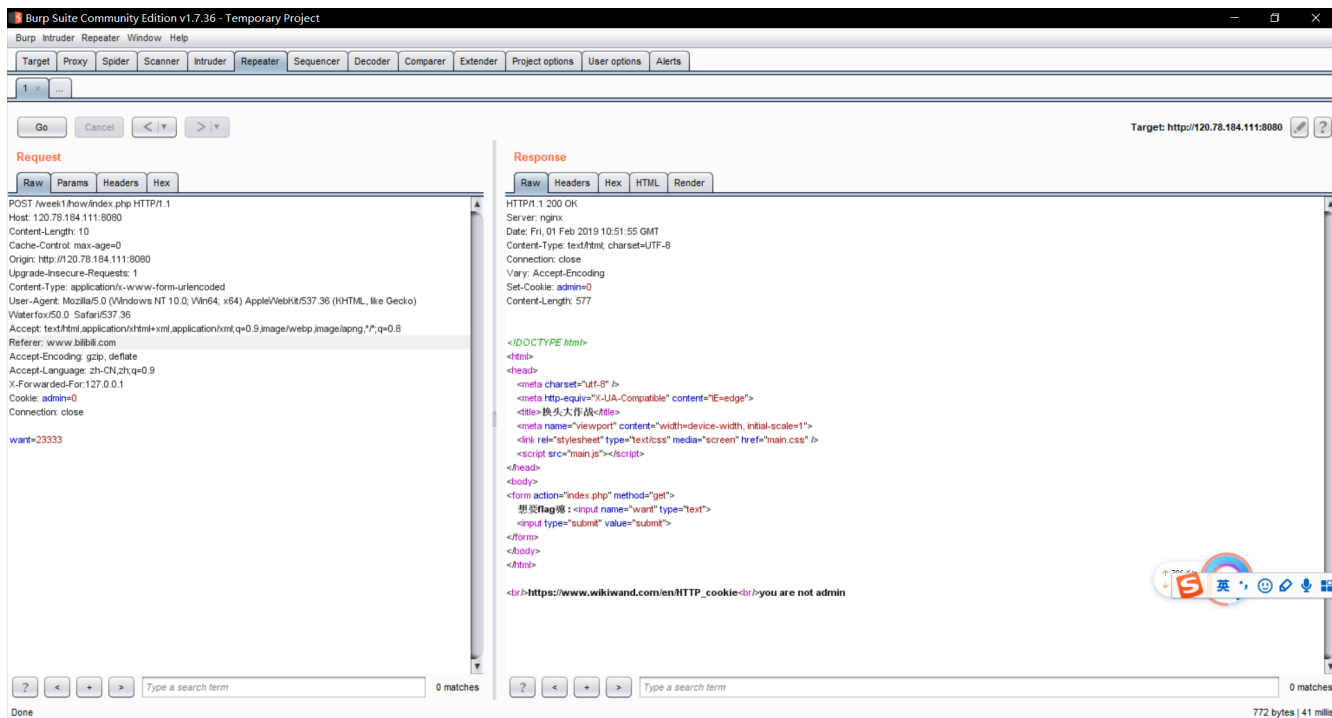 Burp Suite Community Edition v1.7.36 - Temporary Project
Burp Intruder Repeater Window Help
Target Proxy Spider Scanner Intruder Repeater Sequencer Decoder Comparer Extender Project options User options Alerts
1 × ...
Go Cancel < > Target: http://120.78.184.111:8080 ?
Request
Raw Params Headers Hex
POST /week1/how/index.php HTTP/1.1
Host: 120.78.184.111:8080
Content-Length: 10
Cache-Control: max-age=0
Origin: http://120.78.184.111:8080
Upgrade-Insecure-Requests: 1
Content-Type: application/x-www-form-urlencoded
User-Agent: Mozilla/5.0 (Windows NT 10.0; Win64; x64) AppleWebKit/537.36 (KHTML, like Gecko)
Waterfox/50.0 Safari/537.36
Accept: text/html,application/xhtml+xml,application/xml;q=0.9,image/webp,image/apng,*/*;q=0.8
Referer: www.bilibili.com
Accept-Encoding: gzip, deflate
Accept-Language: zh-CN,zh;q=0.9
X-Forwarded-For:127.0.0.1
Cookie: admin=0
Connection: close
want=23333
? < + > Type a search term 0 matches
Response
Raw Headers Hex HTML Render
HTTP/1.1 200 OK
Server: nginx
Date: Fri, 01 Feb 2019 10:51:55 GMT
Content-Type: text/html; charset=UTF-8
Connection: close
Vary: Accept-Encoding
Set-Cookie: admin=0
Content-Length: 577
<!DOCTYPE html>
<html>
<head>
<meta charset="utf-8" />
<meta http-equiv="X-UA-Compatible" content="IE=edge">
<title>换头大作战</title>
<meta name="viewport" content="width=device-width, initial-scale=1">
<link rel="stylesheet" type="text/css" media="screen" href="main.css" />
<script src="main.js"></script>
</head>
<body>
<form action="index.php" method="get">
想要flag嘛：<input name="want" type="text">
<input type="submit" value="submit">
</form>
</body>
</html>
<br/>https://www.wikiwand.com/en/HTTP_cookie<br/>you are not admin
英
? < + > Type a search term 0 matches
Done 772 bytes | 41 millis